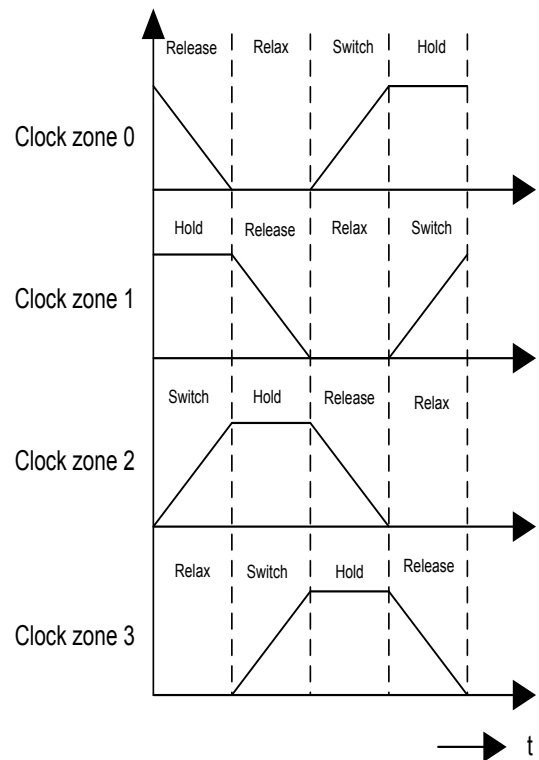 Release Relax Switch Hold
Clock zone 0
Hold Release Relax Switch
Clock zone 1
Switch Hold Release Relax
Clock zone 2
Relax Switch Hold Release
Clock zone 3
t